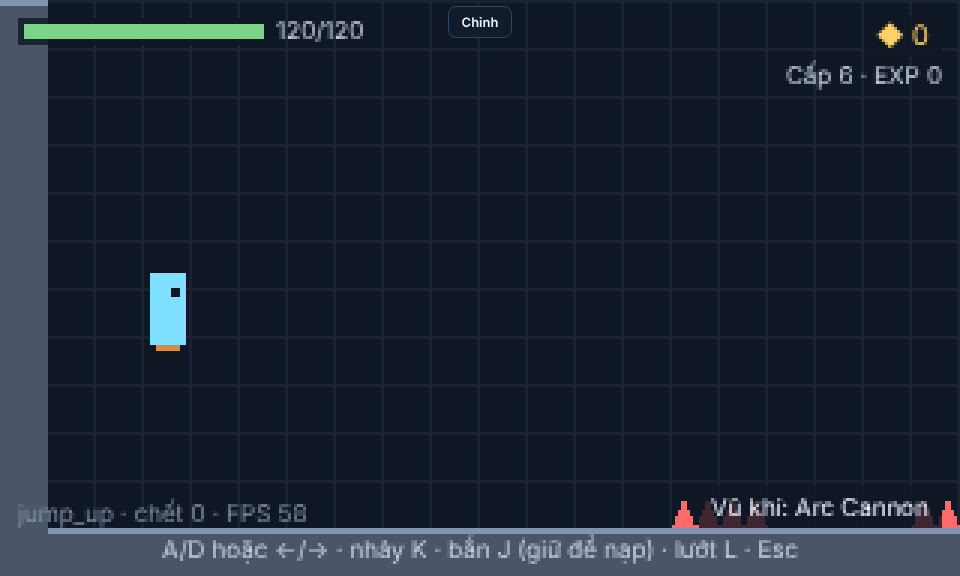 120/120
Chỉnh
0
Cấp 6 · EXP 0
jump_up · chết 0 · FPS 58
Vũ khí: Arc Cannon
A/D hoặc ←/→ · nhảy K · bắn J (giữ để nạp) · lướt L · Esc